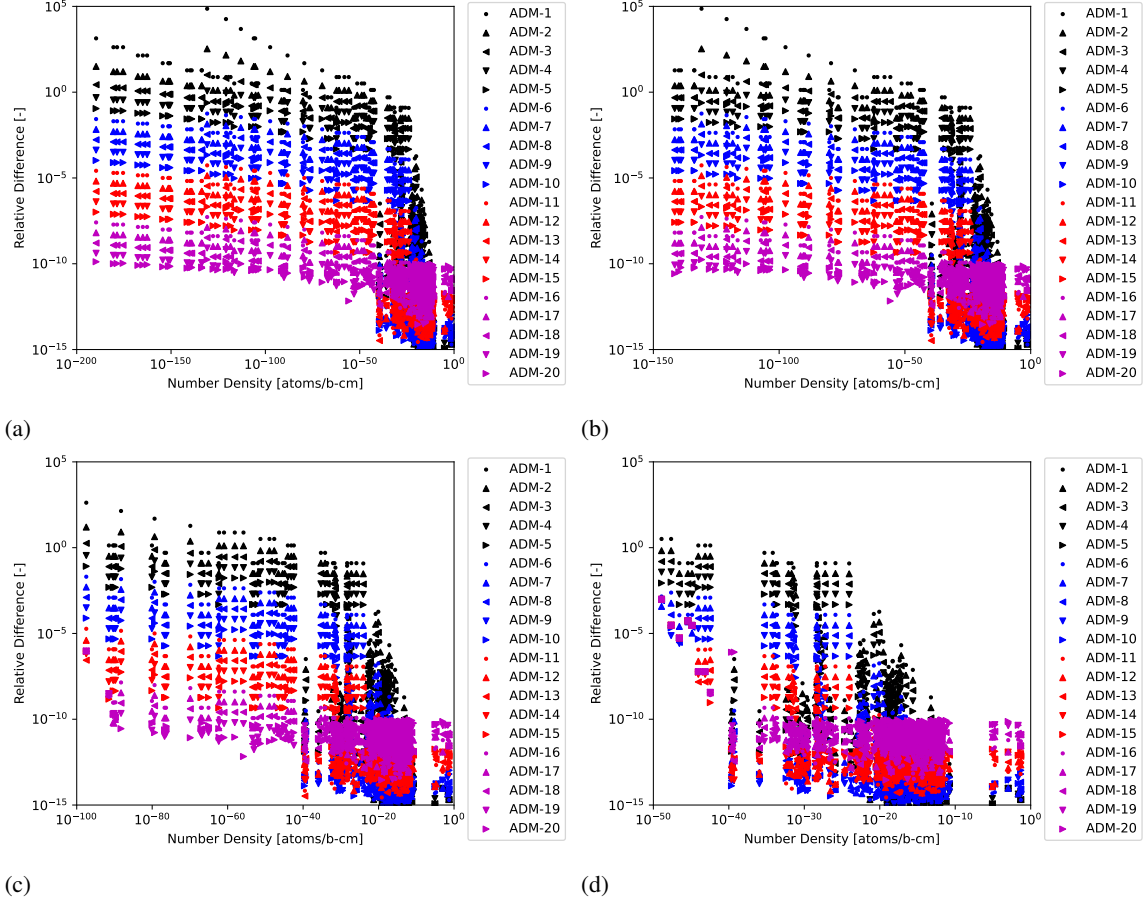 10^5
10^0
10^−5
10^−10
10^−15
Relative Difference [-]
10^−200
10^−150
10^−100
10^−50
10^0
Number Density [atoms/b-cm]
ADM-1
ADM-2
ADM-3
ADM-4
ADM-5
ADM-6
ADM-7
ADM-8
ADM-9
ADM-10
ADM-11
ADM-12
ADM-13
ADM-14
ADM-15
ADM-16
ADM-17
ADM-18
ADM-19
ADM-20
(a)
10^5
10^0
10^−5
10^−10
10^−15
Relative Difference [-]
10^−150
10^−100
10^−50
10^0
Number Density [atoms/b-cm]
ADM-1
ADM-2
ADM-3
ADM-4
ADM-5
ADM-6
ADM-7
ADM-8
ADM-9
ADM-10
ADM-11
ADM-12
ADM-13
ADM-14
ADM-15
ADM-16
ADM-17
ADM-18
ADM-19
ADM-20
(b)
10^5
10^0
10^−5
10^−10
10^−15
Relative Difference [-]
10^−100
10^−80
10^−60
10^−40
10^−20
10^0
Number Density [atoms/b-cm]
ADM-1
ADM-2
ADM-3
ADM-4
ADM-5
ADM-6
ADM-7
ADM-8
ADM-9
ADM-10
ADM-11
ADM-12
ADM-13
ADM-14
ADM-15
ADM-16
ADM-17
ADM-18
ADM-19
ADM-20
(c)
10^5
10^0
10^−5
10^−10
10^−15
Relative Difference [-]
10^−50
10^−40
10^−30
10^−20
10^−10
10^0
Number Density [atoms/b-cm]
ADM-1
ADM-2
ADM-3
ADM-4
ADM-5
ADM-6
ADM-7
ADM-8
ADM-9
ADM-10
ADM-11
ADM-12
ADM-13
ADM-14
ADM-15
ADM-16
ADM-17
ADM-18
ADM-19
ADM-20
(d)